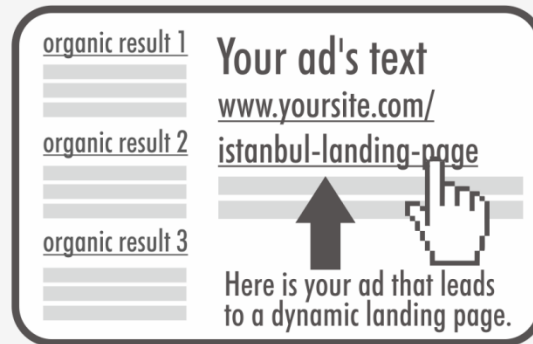 organic result 1
organic result 2
organic result 3
Your ad's text
www.yoursite.com/
istanbul-landing-page
Here is your ad that leads
to a dynamic landing page.